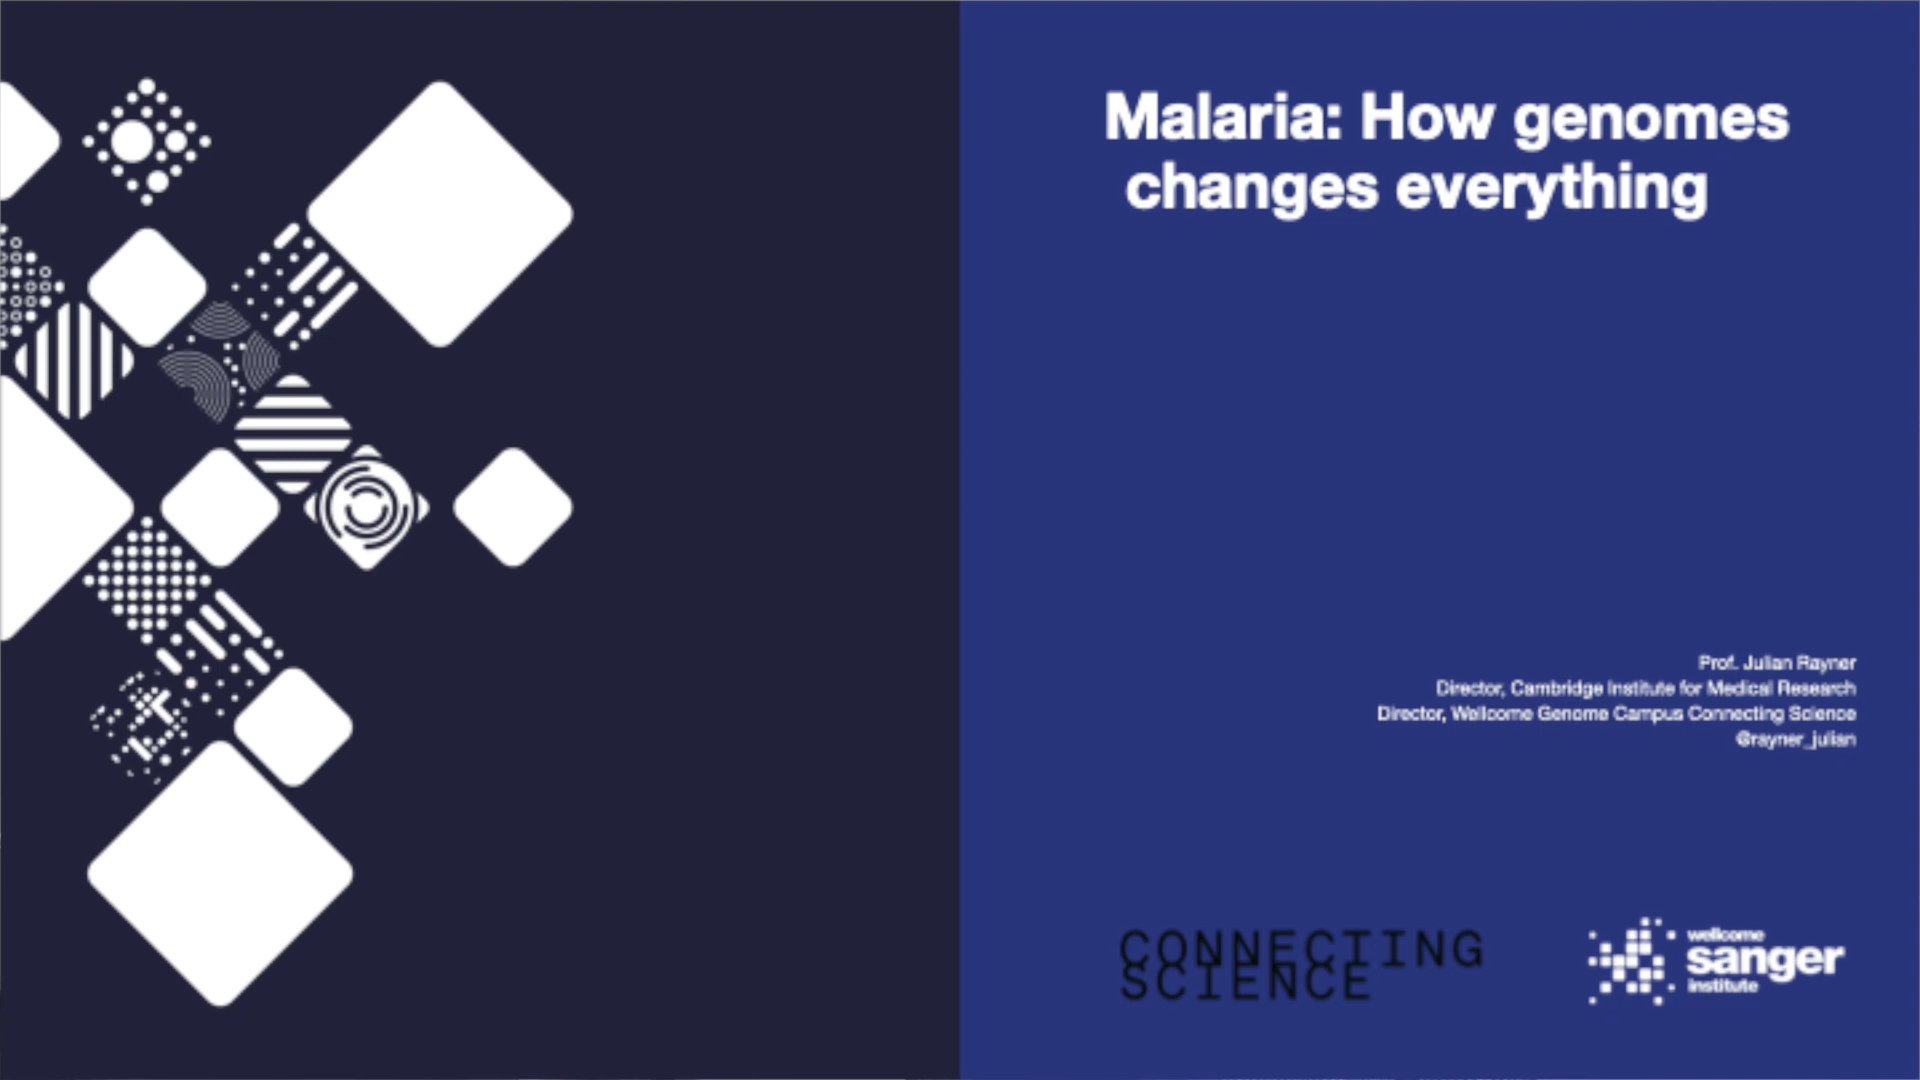 Malaria: How genomes
changes everything
Prof. Julian Rayner
Director, Cambridge Institute for Medical Research
Director, Wellcome Genome Campus Connecting Science
@rayner_julian
CONNECTING
SCIENCE
wellcome
sanger
institute